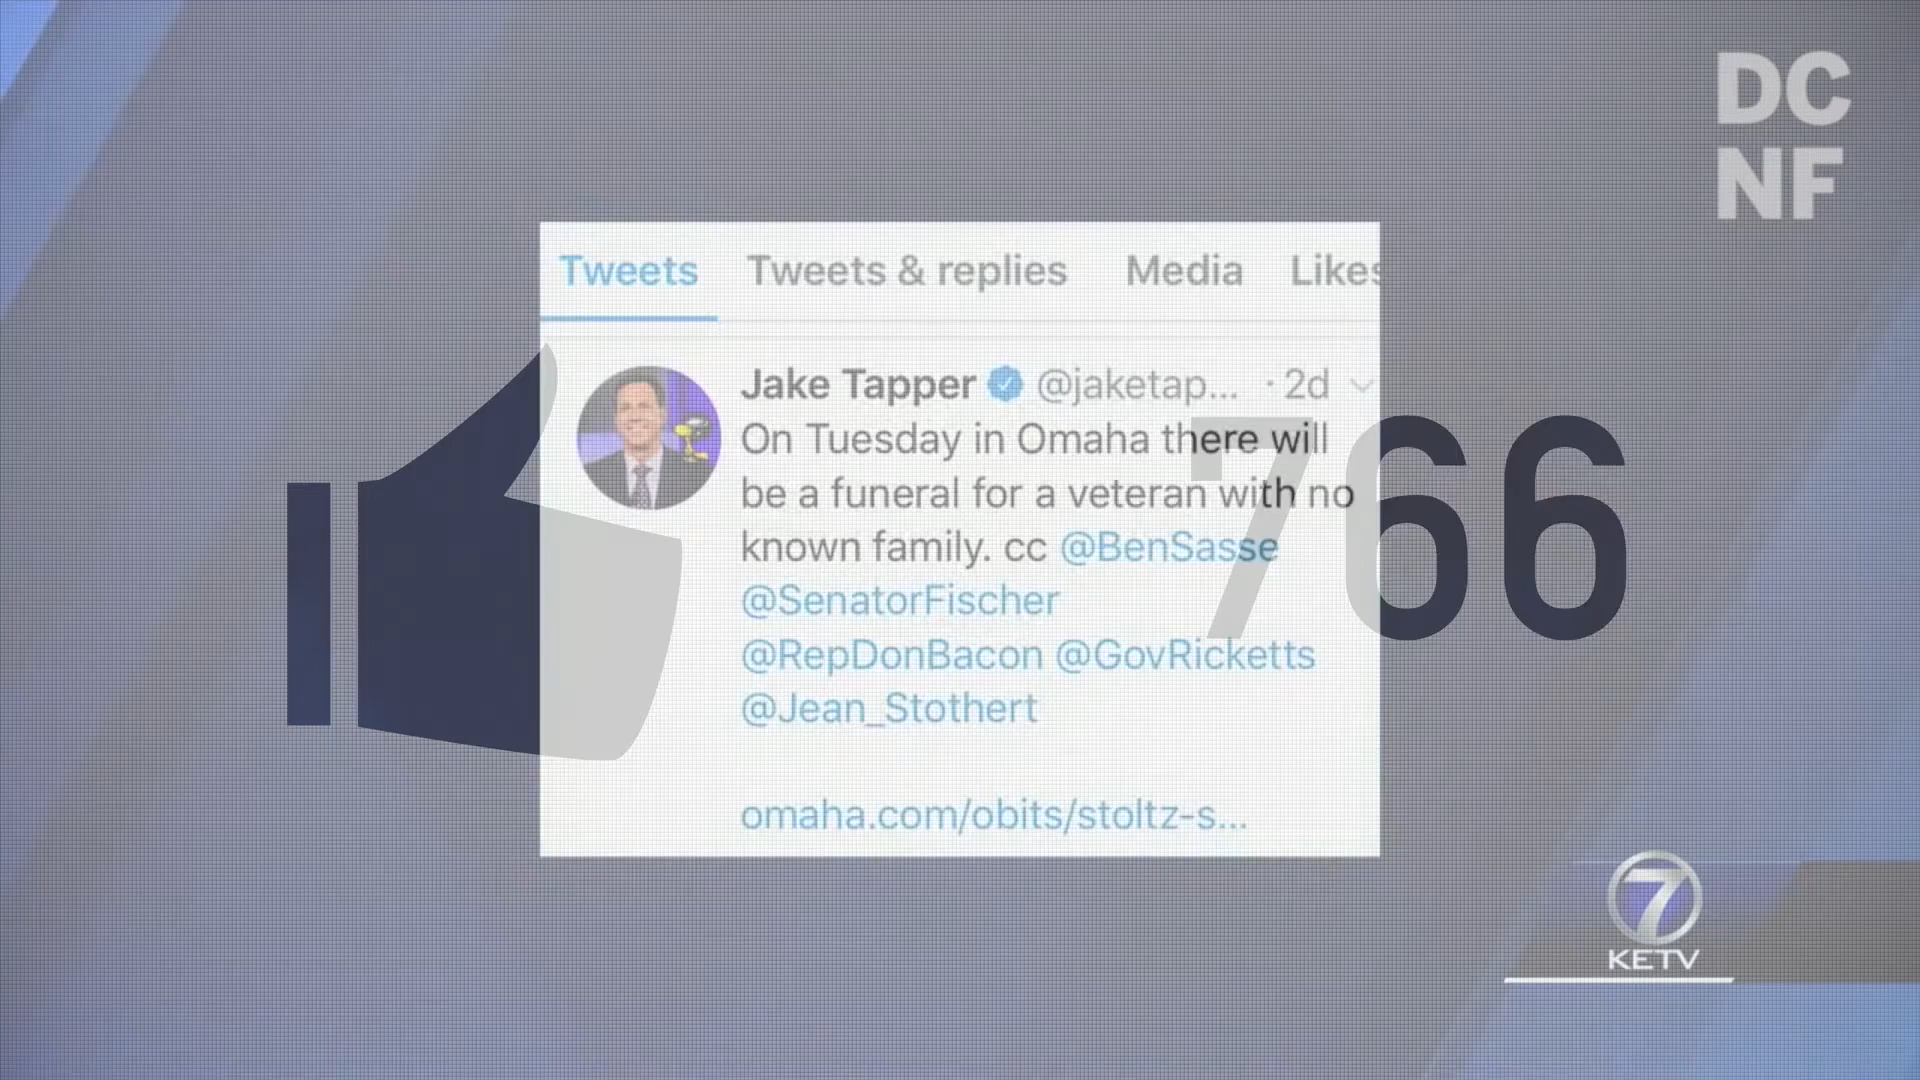 DC
NF
Tweets Tweets & replies Media Likes
Jake Tapper @jaketap... · 2d
On Tuesday in Omaha there will
be a funeral for a veteran with no
known family. cc @BenSasse
@SenatorFischer
@RepDonBacon @GovRicketts
@Jean_Stothert
omaha.com/obits/stoltz-s...
766
7
KETV